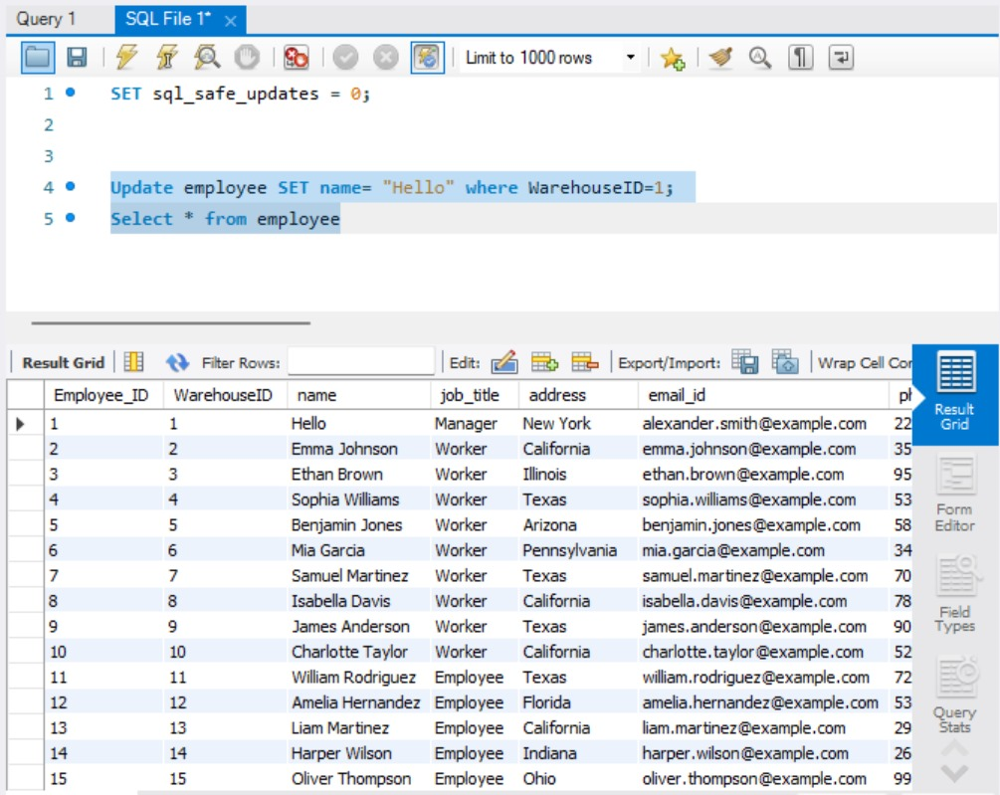 Query 1 SQL File 1* ×
Limit to 1000 rows
1 SET sql_safe_updates = 0;
2
3
4 Update employee SET name= "Hello" where WarehouseID=1;
5 Select * from employee
Result Grid Filter Rows: Edit: Export/Import: Wrap Cell Con
Employee_ID WarehouseID name job_title address email_id ph
1 1 Hello Manager New York alexander.smith@example.com 22
2 2 Emma Johnson Worker California emma.johnson@example.com 35
3 3 Ethan Brown Worker Illinois ethan.brown@example.com 95
4 4 Sophia Williams Worker Texas sophia.williams@example.com 53
5 5 Benjamin Jones Worker Arizona benjamin.jones@example.com 58
6 6 Mia Garcia Worker Pennsylvania mia.garcia@example.com 34
7 7 Samuel Martinez Worker Texas samuel.martinez@example.com 70
8 8 Isabella Davis Worker California isabella.davis@example.com 78
9 9 James Anderson Worker Texas james.anderson@example.com 90
10 10 Charlotte Taylor Worker California charlotte.taylor@example.com 52
11 11 William Rodriguez Employee Texas william.rodriguez@example.com 72
12 12 Amelia Hernandez Employee Florida amelia.hernandez@example.com 53
13 13 Liam Martinez Employee California liam.martinez@example.com 29
14 14 Harper Wilson Employee Indiana harper.wilson@example.com 26
15 15 Oliver Thompson Employee Ohio oliver.thompson@example.com 99
Result
Grid
Form
Editor
Field
Types
Query
Stats